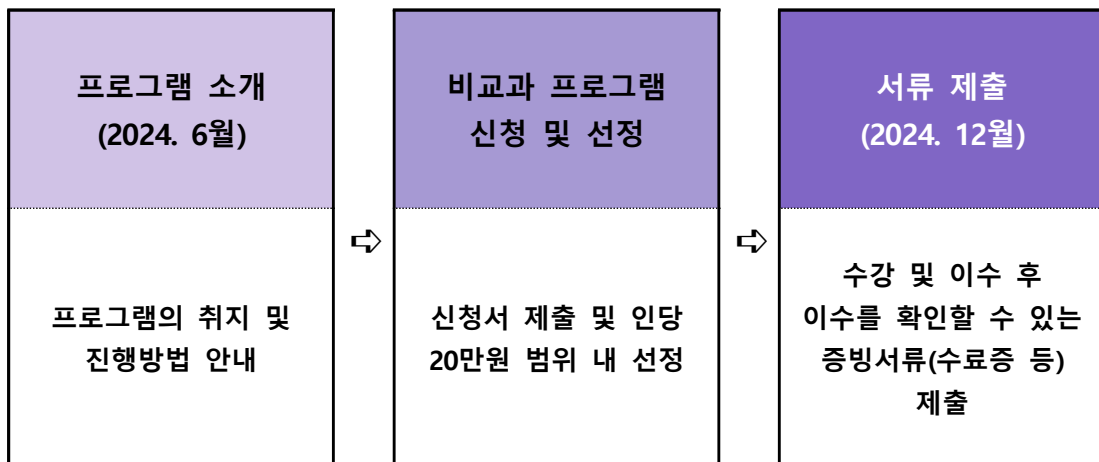 프로그램 소개
(2024. 6월)
프로그램의 취지 및
진행방법 안내
⇨
비교과 프로그램
신청 및 선정
신청서 제출 및 인당
20만원 범위 내 선정
⇨
서류 제출
(2024. 12월)
수강 및 이수 후
이수를 확인할 수 있는
증빙서류(수료증 등)
제출